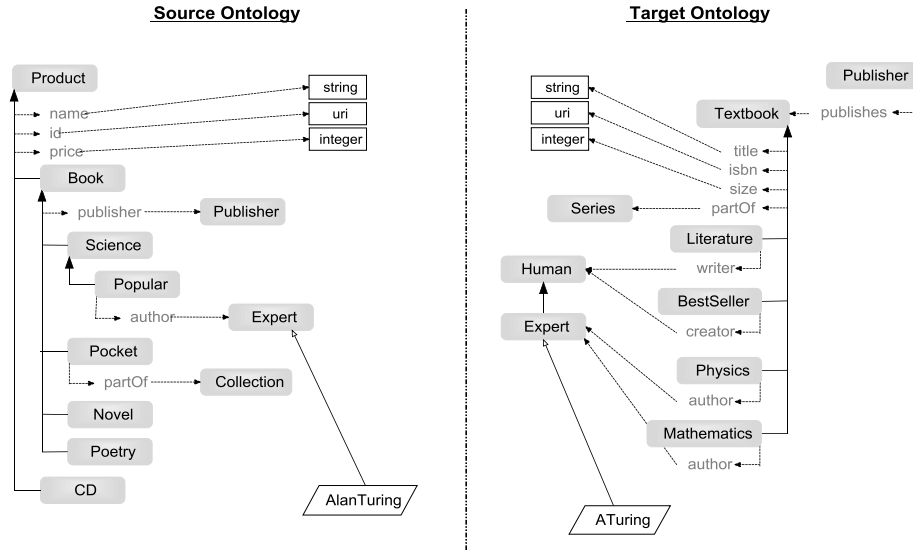 Source Ontology
Product
name
id
price
string
uri
integer
Book
publisher
Publisher
Science
Popular
author
Expert
Pocket
partOf
Collection
Novel
Poetry
CD
AlanTuring
Target Ontology
Publisher
string
uri
integer
Textbook
publishes
title
isbn
size
partOf
Series
Literature
writer
Human
BestSeller
creator
Expert
Physics
author
Mathematics
author
ATuring